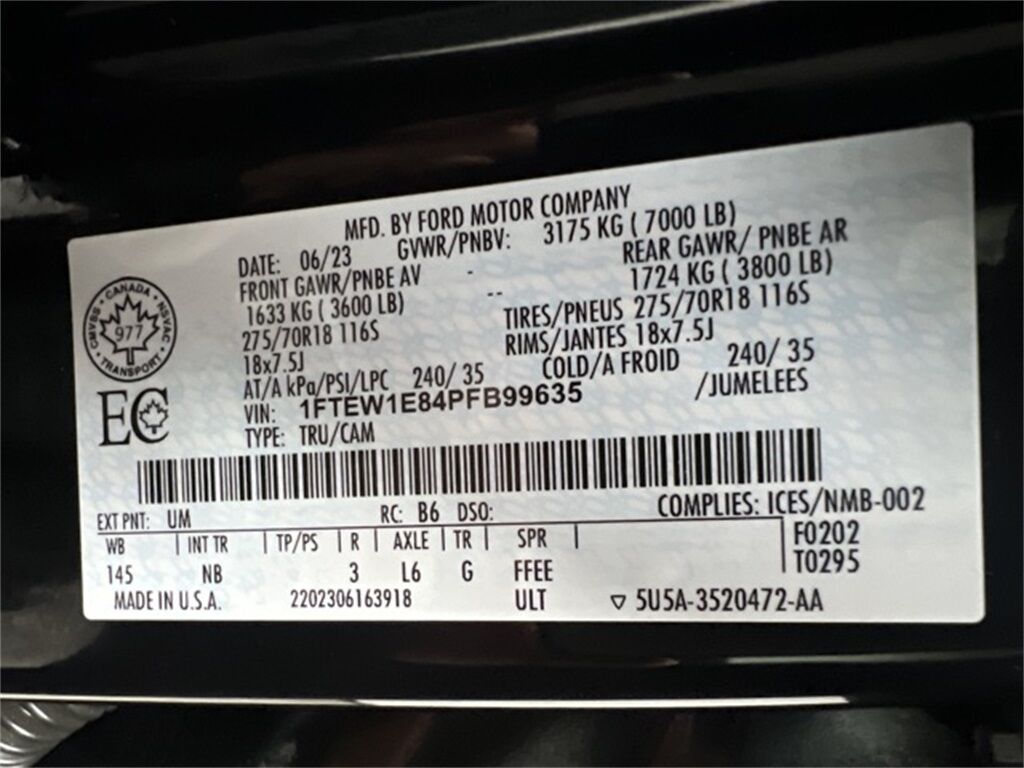 MFD. BY FORD MOTOR COMPANY
DATE: 06/23 GVWR/PNBV: 3175 KG ( 7000 LB)
FRONT GAWR/PNBE AV - REAR GAWR/ PNBE AR
1633 KG ( 3600 LB) -- 1724 KG ( 3800 LB)
275/70R18 116S TIRES/PNEUS 275/70R18 116S
18x7.5J RIMS/JANTES 18x7.5J
AT/A kPa/PSI/LPC 240/ 35 COLD/A FROID 240/ 35
VIN: 1FTEW1E84PFB99635 /JUMELEES
TYPE: TRU/CAM
CANADA
CMVSS NSVAC
977
TRANSPORT
EC
EXT PNT: UM RC: B6 DSO: COMPLIES: ICES/NMB-002
WB | INT TR | TP/PS | R | AXLE | TR | SPR | F0202
145 NB 3 L6 G FFEE T0295
MADE IN U.S.A. 2202306163918 ULT ▽ 5U5A-3520472-AA